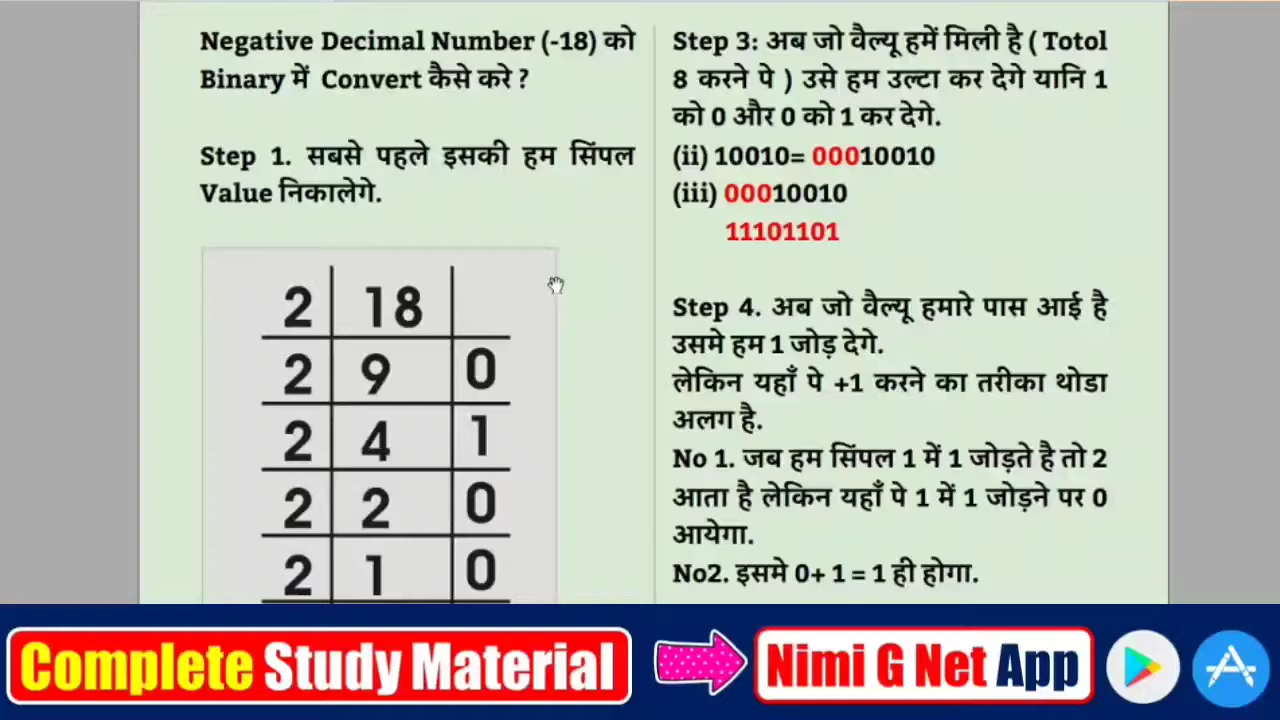 Negative Decimal Number (-18) को
Binary में Convert कैसे करे ?
Step 1. सबसे पहले इसकी हम सिंपल
Value निकालेगे.
2 18
2 9 0
2 4 1
2 2 0
2 1 0
Step 3: अब जो वैल्यू हमें मिली है ( Totol
8 करने पे ) उसे हम उल्टा कर देगे यानि 1
को 0 और 0 को 1 कर देगे.
(ii) 10010= 00010010
(iii) 00010010
11101101
Step 4. अब जो वैल्यू हमारे पास आई है
उसमे हम 1 जोड़ देगे.
लेकिन यहाँ पे +1 करने का तरीका थोडा
अलग है.
No 1. जब हम सिंपल 1 में 1 जोड़ते है तो 2
आता है लेकिन यहाँ पे 1 में 1 जोड़ने पर 0
आयेगा.
No2. इसमे 0+ 1 = 1 ही होगा.
Complete Study Material
Nimi G Net App